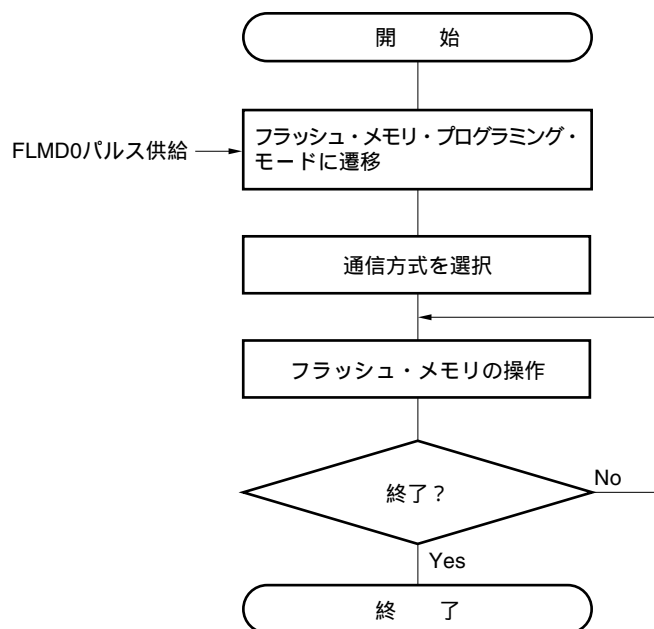 開　始
FLMD0パルス供給
フラッシュ・メモリ・プログラミング・
モードに遷移
通信方式を選択
フラッシュ・メモリの操作
終了？
No
Yes
終　了